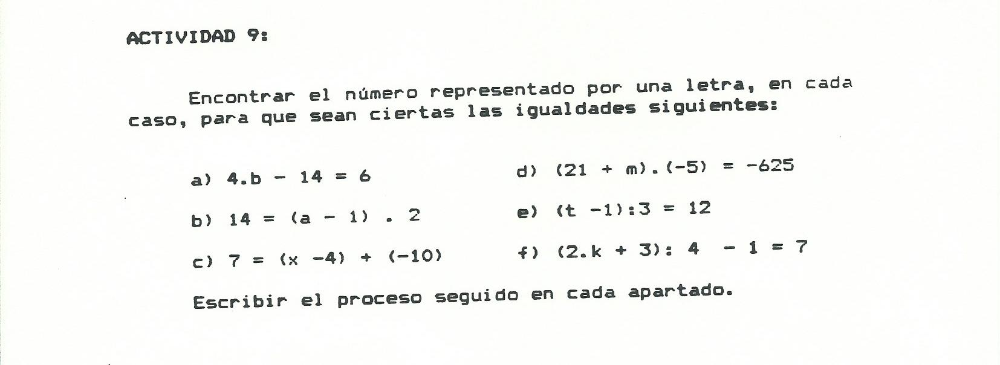 ACTIVIDAD 9:
Encontrar el número representado por una letra, en cada
caso, para que sean ciertas las igualdades siguientes:
a) 4.b - 14 = 6
b) 14 = (a - 1) . 2
c) 7 = (x -4) + (-10)
d) (21 + m).(-5) = -625
e) (t -1):3 = 12
f) (2.k + 3): 4 - 1 = 7
Escribir el proceso seguido en cada apartado.